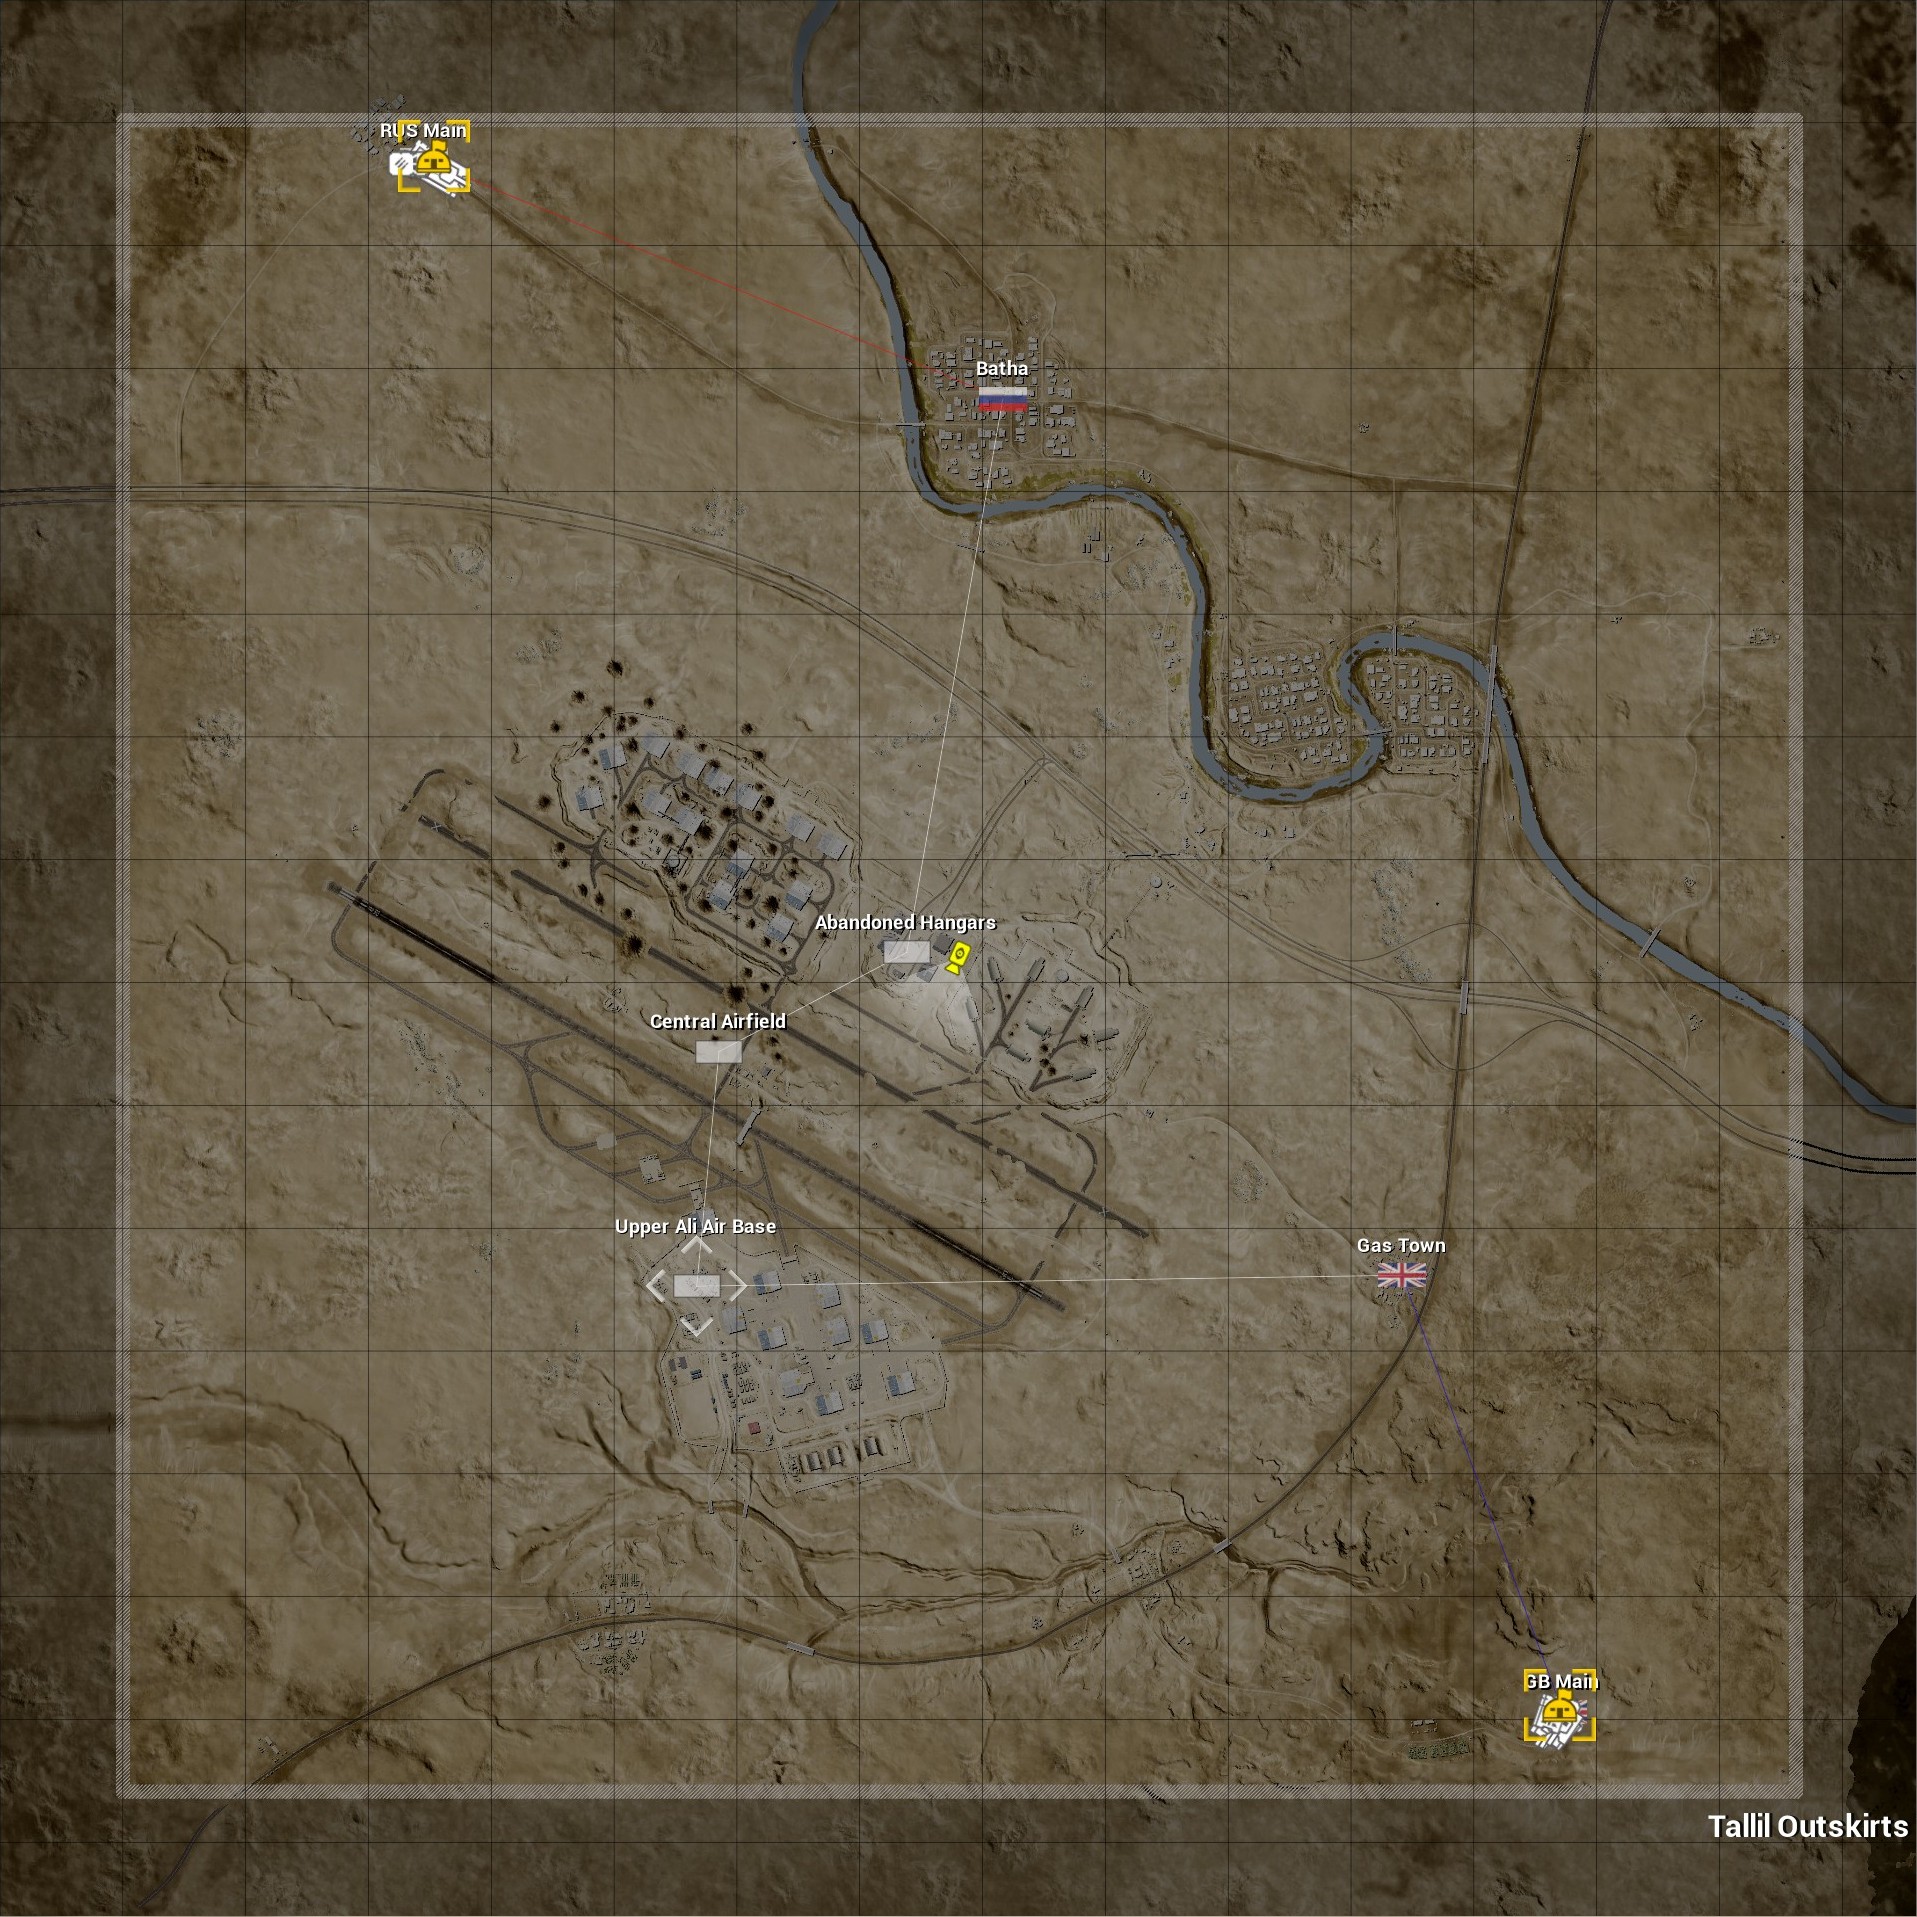 RUS Main
Batha
Abandoned Hangars
Central Airfield
Upper Ali Air Base
Gas Town
GB Main
Tallil Outskirts